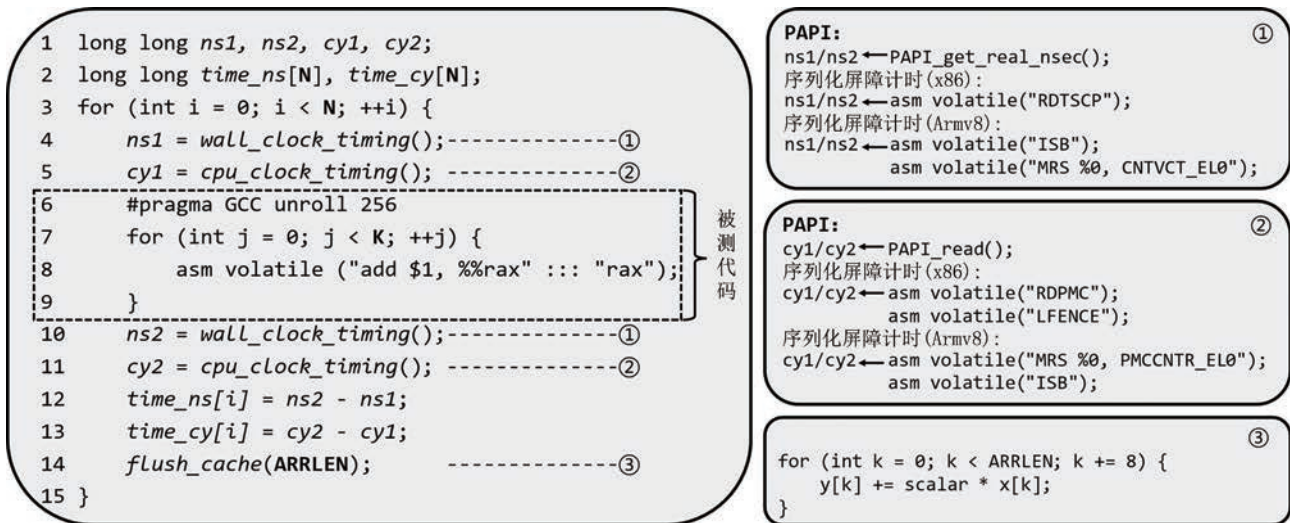 1 long long ns1, ns2, cy1, cy2;
2 long long time_ns[N], time_cy[N];
3 for (int i = 0; i < N; ++i) {
4 ns1 = wall_clock_timing();--------------①
5 cy1 = cpu_clock_timing(); --------------②
6 #pragma GCC unroll 256
7 for (int j = 0; j < K; ++j) {
8 asm volatile ("add $1, %%rax" ::: "rax");
9 }
10 ns2 = wall_clock_timing();--------------①
11 cy2 = cpu_clock_timing(); --------------②
12 time_ns[i] = ns2 - ns1;
13 time_cy[i] = cy2 - cy1;
14 flush_cache(ARRLEN); --------------③
15 }
被测代码
PAPI: ①
ns1/ns2←PAPI_get_real_nsec();
序列化屏障计时(x86):
ns1/ns2←asm volatile("RDTSCP");
序列化屏障计时(Armv8):
ns1/ns2←asm volatile("ISB");
asm volatile("MRS %0, CNTVCT_EL0");
PAPI: ②
cy1/cy2←PAPI_read();
序列化屏障计时(x86):
cy1/cy2←asm volatile("RDPMC");
asm volatile("LFENCE");
序列化屏障计时(Armv8):
cy1/cy2←asm volatile("MRS %0, PMCCNTR_EL0");
asm volatile("ISB");
③
for (int k = 0; k < ARRLEN; k += 8) {
y[k] += scalar * x[k];
}